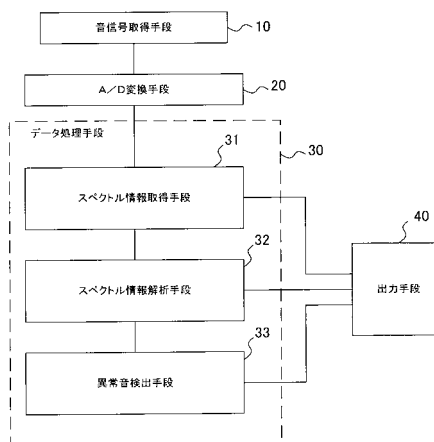 音信号取得手段
10
A/D変換手段
20
データ処理手段
30
31
スペクトル情報取得手段
32
スペクトル情報解析手段
33
異常音検出手段
40
出力手段